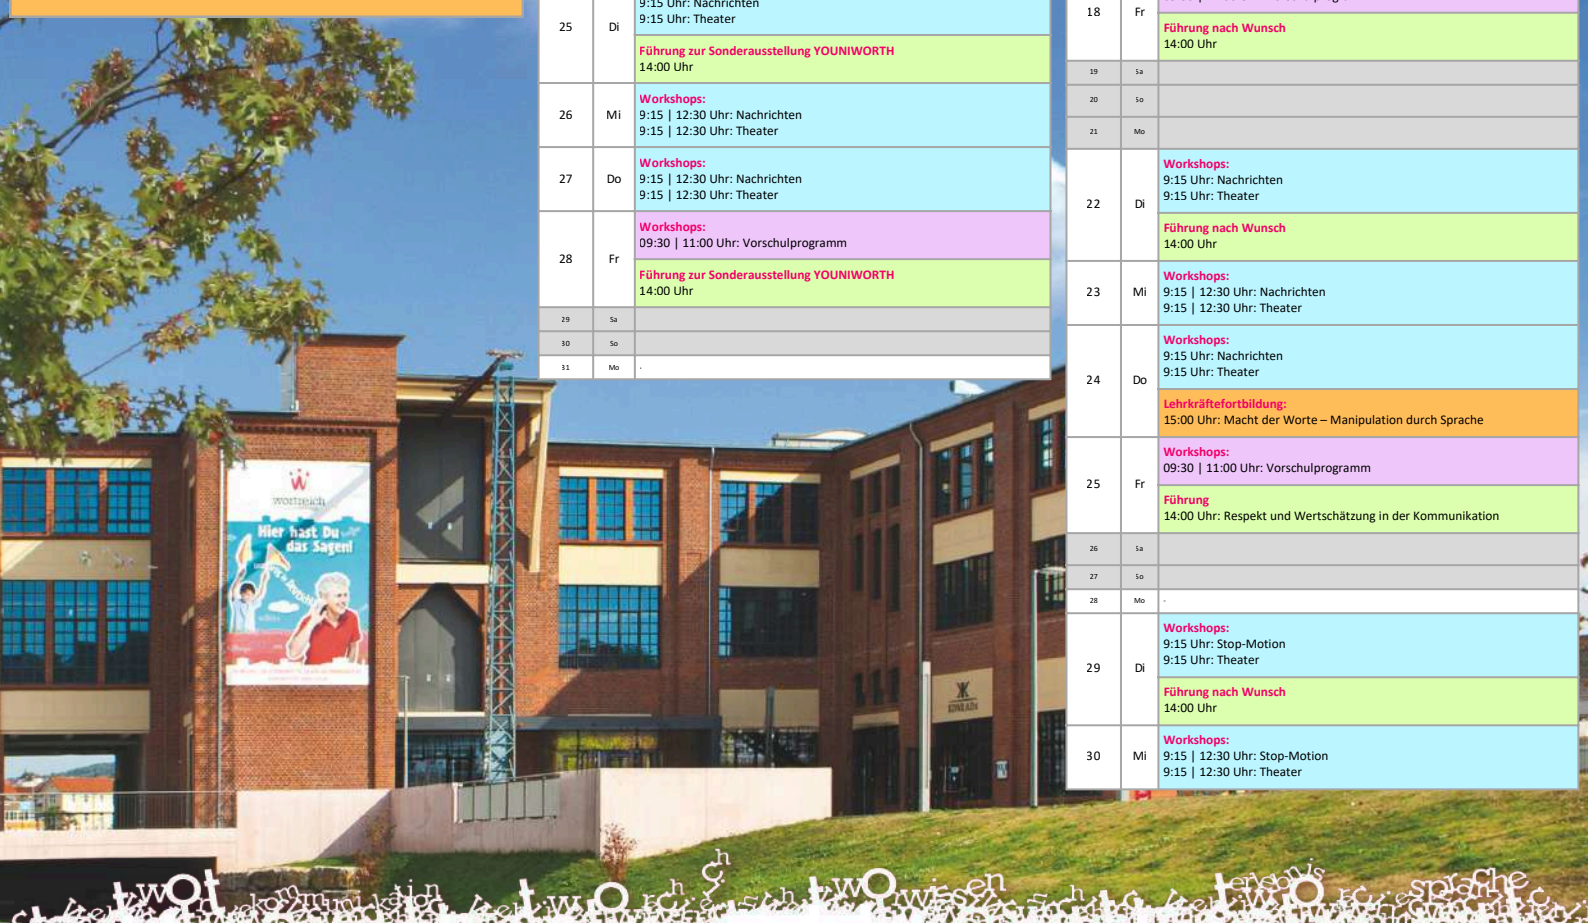 9:15 Uhr: Nachrichten
25 Di
9:15 Uhr: Theater
Führung zur Sonderausstellung YOUNIWORTH
14:00 Uhr
26 Mi
Workshops:
9:15 | 12:30 Uhr: Nachrichten
9:15 | 12:30 Uhr: Theater
27 Do
Workshops:
9:15 | 12:30 Uhr: Nachrichten
9:15 | 12:30 Uhr: Theater
28 Fr
Workshops:
09:30 | 11:00 Uhr: Vorschulprogramm
Führung zur Sonderausstellung YOUNIWORTH
14:00 Uhr
29 Sa
30 So
31 Mo -
18 Fr
Führung nach Wunsch
14:00 Uhr
19 Sa
20 So
21 Mo
22 Di
Workshops:
9:15 Uhr: Nachrichten
9:15 Uhr: Theater
Führung nach Wunsch
14:00 Uhr
23 Mi
Workshops:
9:15 | 12:30 Uhr: Nachrichten
9:15 | 12:30 Uhr: Theater
24 Do
Workshops:
9:15 Uhr: Nachrichten
9:15 Uhr: Theater
Lehrkräftefortbildung:
15:00 Uhr: Macht der Worte – Manipulation durch Sprache
25 Fr
Workshops:
09:30 | 11:00 Uhr: Vorschulprogramm
Führung
14:00 Uhr: Respekt und Wertschätzung in der Kommunikation
26 Sa
27 So
28 Mo -
29 Di
Workshops:
9:15 Uhr: Stop-Motion
9:15 Uhr: Theater
Führung nach Wunsch
14:00 Uhr
30 Mi
Workshops:
9:15 | 12:30 Uhr: Stop-Motion
9:15 | 12:30 Uhr: Theater
wortreich
Hier hast Du
das Sagen!
KONRADs
kommunikation
wissen
erlebnis
sprache